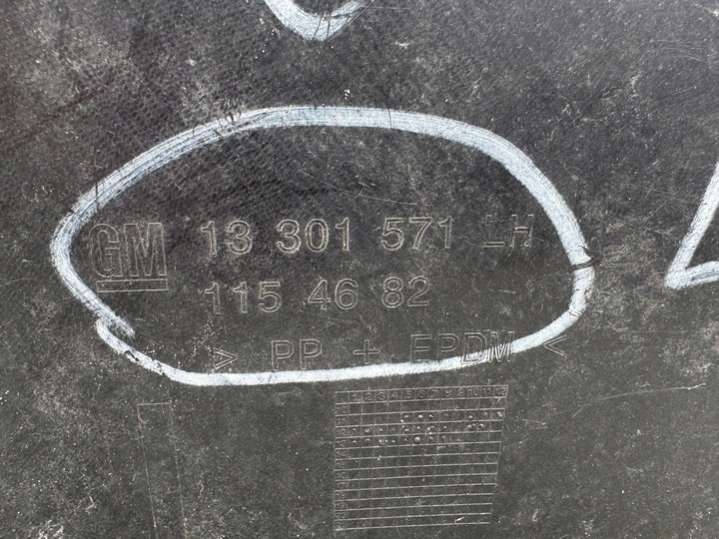 GM 13 301 571 LH
115 46 82
> PP + EPDM <